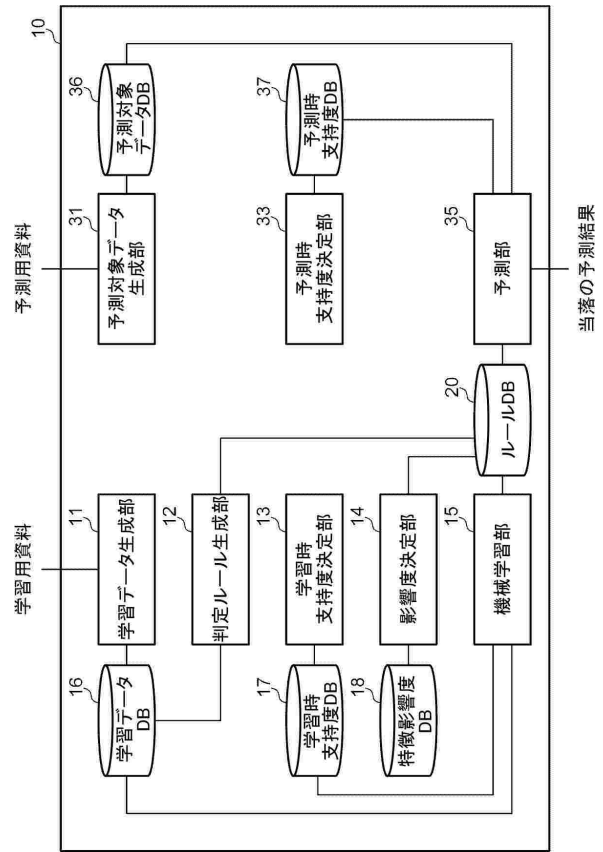 学習用資料
予測用資料
10
16
学習データ
DB
11
学習データ生成部
31
予測対象データ
生成部
36
予測対象
データDB
12
判定ルール生成部
17
学習時
支持度DB
13
学習時
支持度決定部
33
予測時
支持度決定部
37
予測時
支持度DB
18
特徴影響度
DB
14
影響度決定部
15
機械学習部
20
ルールDB
35
予測部
当落の予測結果